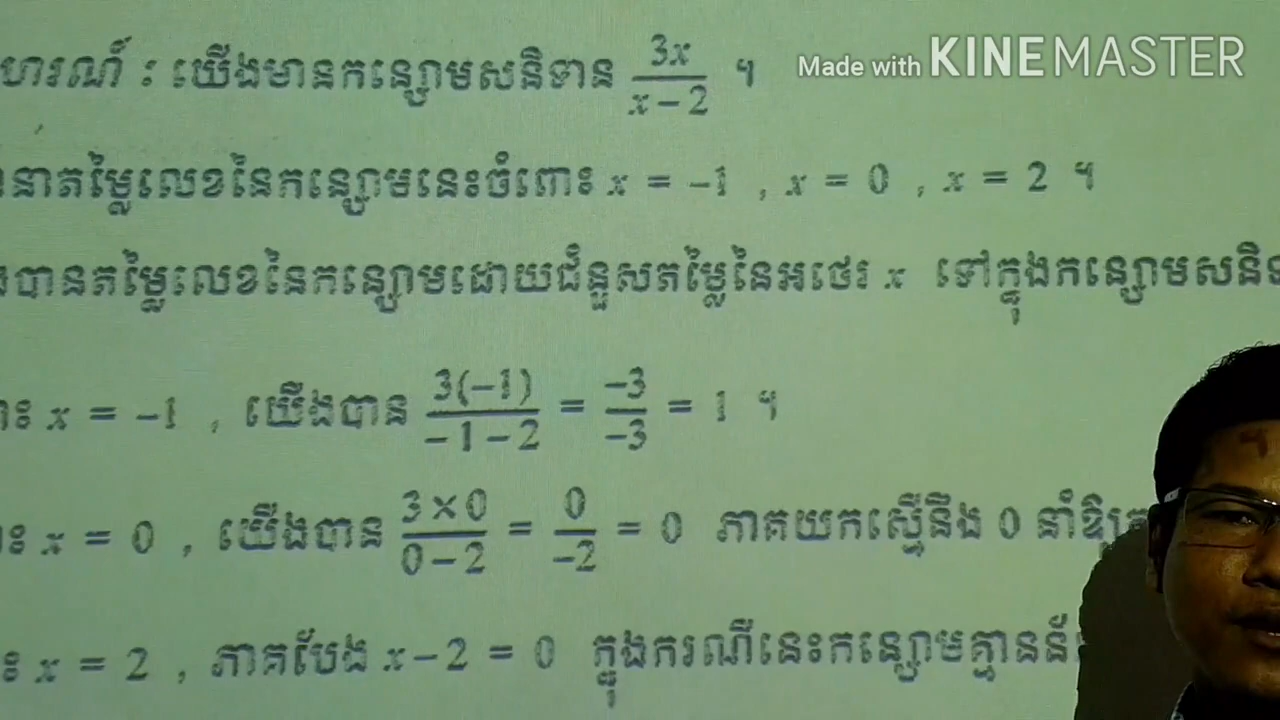 Made with KINEMASTER
ហរណ៍ : យើងមានកន្សោមសនិទាន 3x/(x – 2) ។
តម្លៃលេខនៃកន្សោមនេះចំពោះ x = –1 , x = 0 , x = 2 ។
បានតម្លៃលេខនៃកន្សោមដោយជំនួសតម្លៃនៃអថេរ x ទៅក្នុងកន្សោមសនិទ
x = –1 , យើងបាន 3(–1)/(–1 – 2) = –3/–3 = 1 ។
x = 0 , យើងបាន (3 × 0)/(0 – 2) = 0/–2 = 0 ភាគយកស្មើនឹង 0 នាំឱ្យ
x = 2 , ភាគបែង x – 2 = 0 ក្នុងករណីនេះកន្សោមគ្មានន័